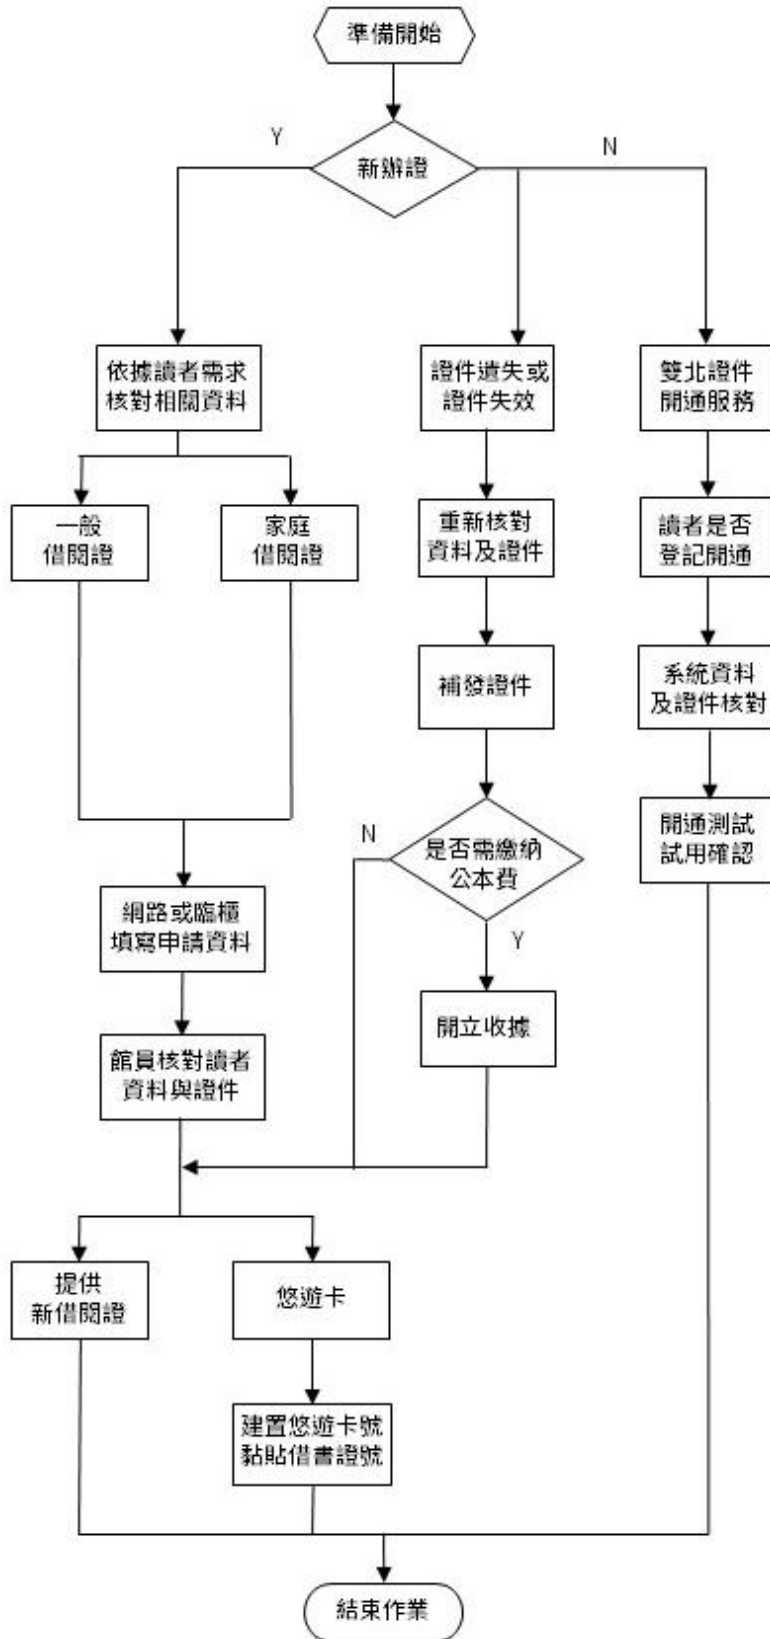 準備開始
Y
N
新辦證
依據讀者需求
核對相關資料
證件遺失或
證件失效
雙北證件
開通服務
一般
借閱證
家庭
借閱證
重新核對
資料及證件
讀者是否
登記開通
補發證件
系統資料
及證件核對
N
是否需繳納
公本費
Y
開通測試
試用確認
網路或臨櫃
填寫申請資料
開立收據
館員核對讀者
資料與證件
提供
新借閱證
悠遊卡
建置悠遊卡號
黏貼借書證號
結束作業